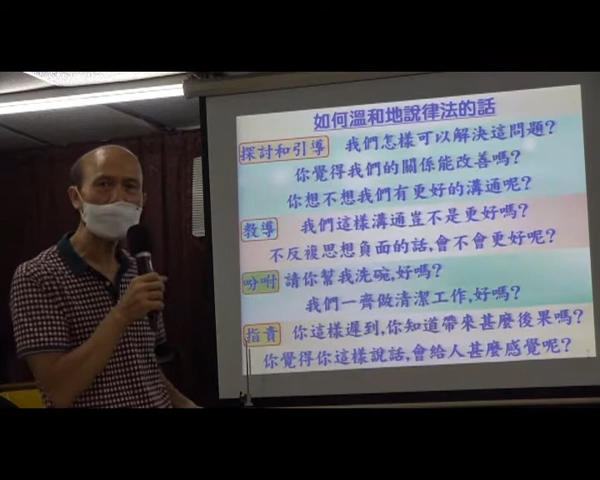 如何溫和地說律法的話
探討和引導 我們怎樣可以解決這問題?
你覺得我們的關係能改善嗎?
你想不想我們有更好的溝通呢?
教導 我們這樣溝通豈不是更好嗎?
不反複思想負面的話,會不會更好呢?
吩咐 請你幫我洗碗,好嗎?
我們一齊做清潔工作,好嗎?
指責 你這樣遲到,你知道帶來甚麼後果嗎?
你覺得你這樣說話,會給人甚麼感覺呢?